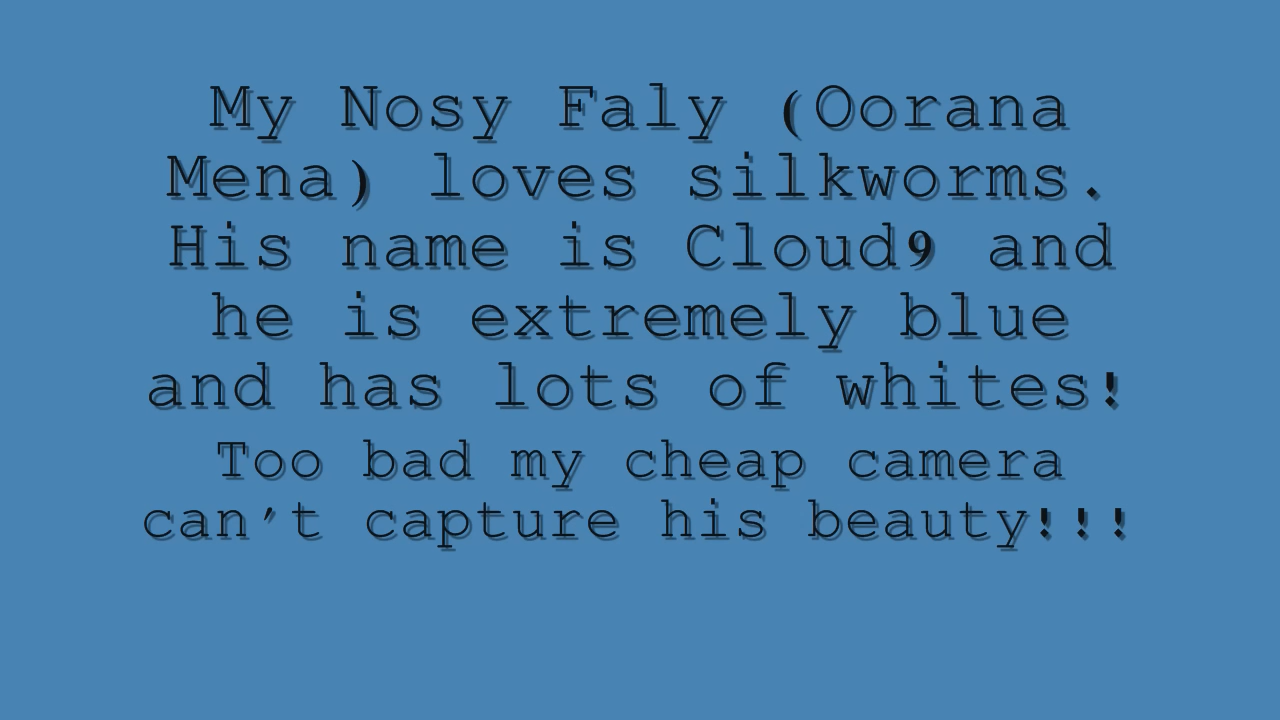 My Nosy Faly (Oorana
Mena) loves silkworms.
His name is Cloud9 and
he is extremely blue
and has lots of whites!
Too bad my cheap camera
can't capture his beauty!!!